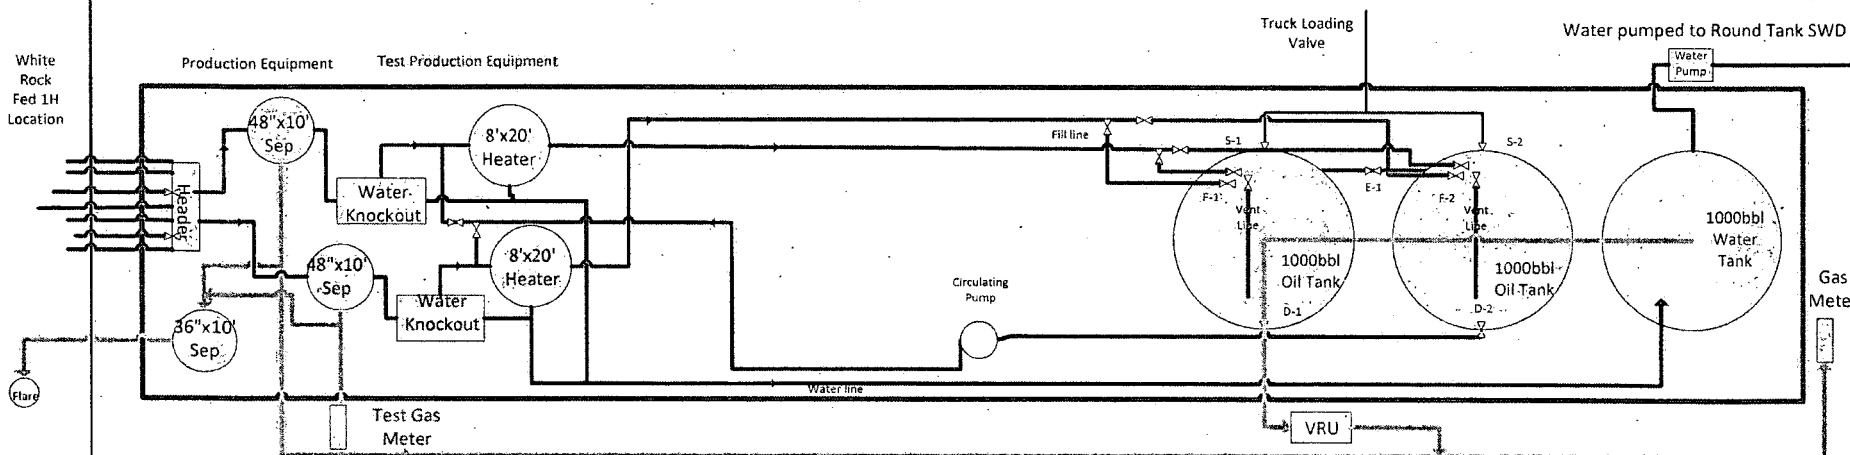 Truck Loading
Valve
Water pumped to Round Tank SWD
White
Rock
Fed 1H
Location
Production Equipment
Test Production Equipment
Water
Pump
48"x10'
Sep
8'x20'
Heater
Fill line
S-1
S-2
Header
Water
Knockout
E-1
F-1
F-2
Vent
Line
Vent
Line
1000bbl
Water
Tank
48"x10'
Sep
8'x20'
Heater
1000bbl
Oil Tank
1000bbl
Oil Tank
Circulating
Pump
Gas
Mete
Water
Knockout
D-1
D-2
36"x10'
Sep
Flare
Water line
Test Gas
Meter
VRU